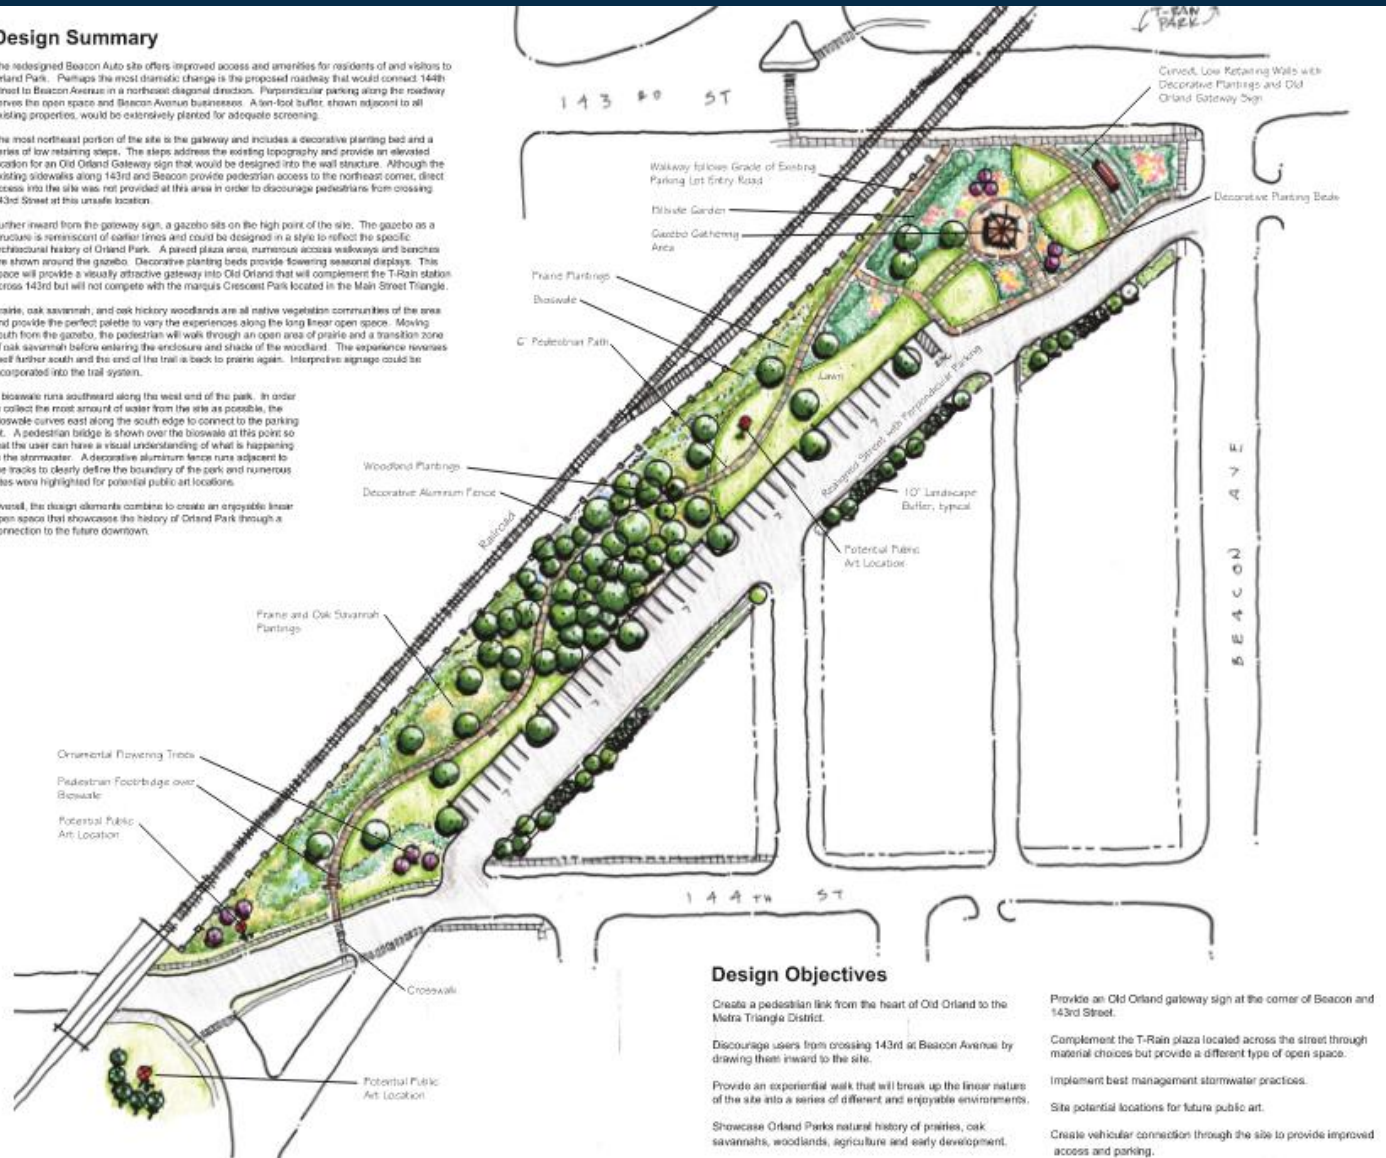 Design Summary
he redesigned Beacon Auto site offers improved access and amenities for residents of and visitors to
rland Park. Perhaps the most dramatic change is the proposed roadway that would connect 144th
treet to Beacon Avenue in a northeast diagonal direction. Perpendicular parking along the roadway
erves the open space and Beacon Avenue businesses. A ten-foot buffer, shown adjacent to all
xisting properties, would be extensively planted for adequate screening.
he most northeast portion of the site is the gateway and includes a decorative planting bed and a
eries of low retaining steps. The steps address the existing topography and provide an elevated
ocation for an Old Orland Gateway sign that would be designed into the wall structure. Although the
xisting sidewalks along 143rd and Beacon provide pedestrian access to the northeast corner, direct
ccess into the site was not provided at this area in order to discourage pedestrians from crossing
43rd Street at this unsafe location.
urther inward from the gateway sign, a gazebo sits on the high point of the site. The gazebo as a
tructure is reminiscent of earlier times and could be designed in a style to reflect the specific
rchitectural history of Orland Park. A paved plaza area, numerous access walkways and benches
re shown around the gazebo. Decorative planting beds provide flowering seasonal displays. This
pace will provide a visually attractive gateway into Old Orland that will complement the T-Rain station
cross 143rd but will not compete with the marquis Crescent Park located in the Main Street Triangle.
rairie, oak savannah, and oak hickory woodlands are all native vegetation communities of the area
nd provide the perfect palette to vary the experiences along the long linear open space. Moving
outh from the gazebo, the pedestrian will walk through an open area of prairie and a transition zone
f oak savannah before entering the enclosure and shade of the woodland. The experience reverses
self further south and the end of the trail is back to prairie again. Interpretive signage could be
ncorporated into the trail system.
bioswale runs southward along the west end of the park. In order
collect the most amount of water from the site as possible, the
ioswale curves east along the south edge to connect to the parking
t. A pedestrian bridge is shown over the bioswale at this point so
at the user can have a visual understanding of what is happening
the stormwater. A decorative aluminum fence runs adjacent to
e tracks to clearly define the boundary of the park and numerous
ites were highlighted for potential public art locations.
verall, the design elements combine to create an enjoyable linear
pen space that showcases the history of Orland Park through a
onnection to the future downtown.
T-RAIN
PARK
143RD ST
Curved, Low Retaining Walls with
Decorative Plantings and Old
Orland Gateway Sign
Walkway follows Grade of Existing
Parking Lot Entry Road
Hillside Garden
Gazebo Gathering
Area
Decorative Planting Beds
Prairie Plantings
Bioswale
6' Pedestrian Path
Lawn
Realigned Street with Perpendicular Parking
Woodland Plantings
Decorative Aluminum Fence
Railroad
10' Landscape
Buffer, typical
Potential Public
Art Location
BEACON AVE
Prairie and Oak Savannah
Plantings
Ornamental Flowering Trees
Pedestrian Footbridge over
Bioswale
Potential Public
Art Location
144TH ST
Crosswalk
Potential Public
Art Location
Design Objectives
Create a pedestrian link from the heart of Old Orland to the
Metra Triangle District.
Discourage users from crossing 143rd at Beacon Avenue by
drawing them inward to the site.
Provide an experiential walk that will break up the linear nature
of the site into a series of different and enjoyable environments.
Showcase Orland Parks natural history of prairies, oak
savannahs, woodlands, agriculture and early development.
Provide an Old Orland gateway sign at the corner of Beacon and
143rd Street.
Complement the T-Rain plaza located across the street through
material choices but provide a different type of open space.
Implement best management stormwater practices.
Site potential locations for future public art.
Create vehicular connection through the site to provide improved
access and parking.